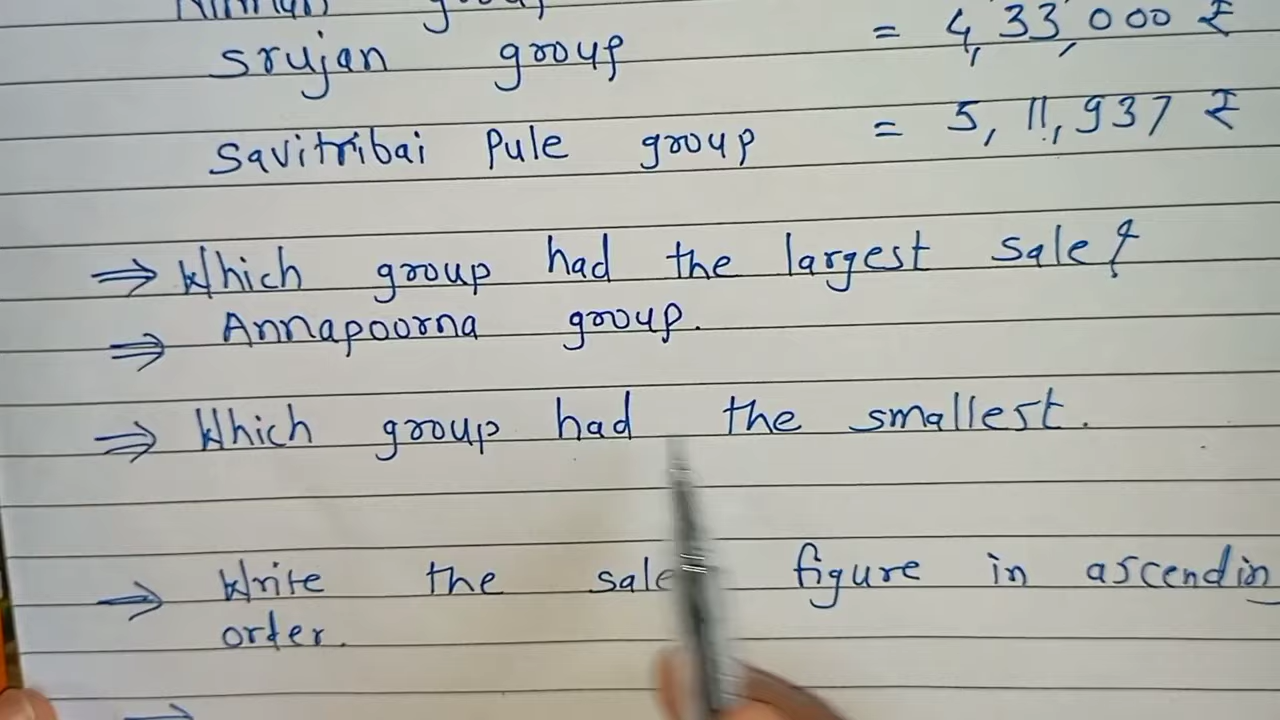 group
srujan group = 4,33,000 ₹
Savitribai Pule group = 5,11,937 ₹
⇒ Which group had the largest sale?
⇒ Annapoorna group.
⇒ Which group had the smallest.
⇒ Write the sale figure in ascendin
order.